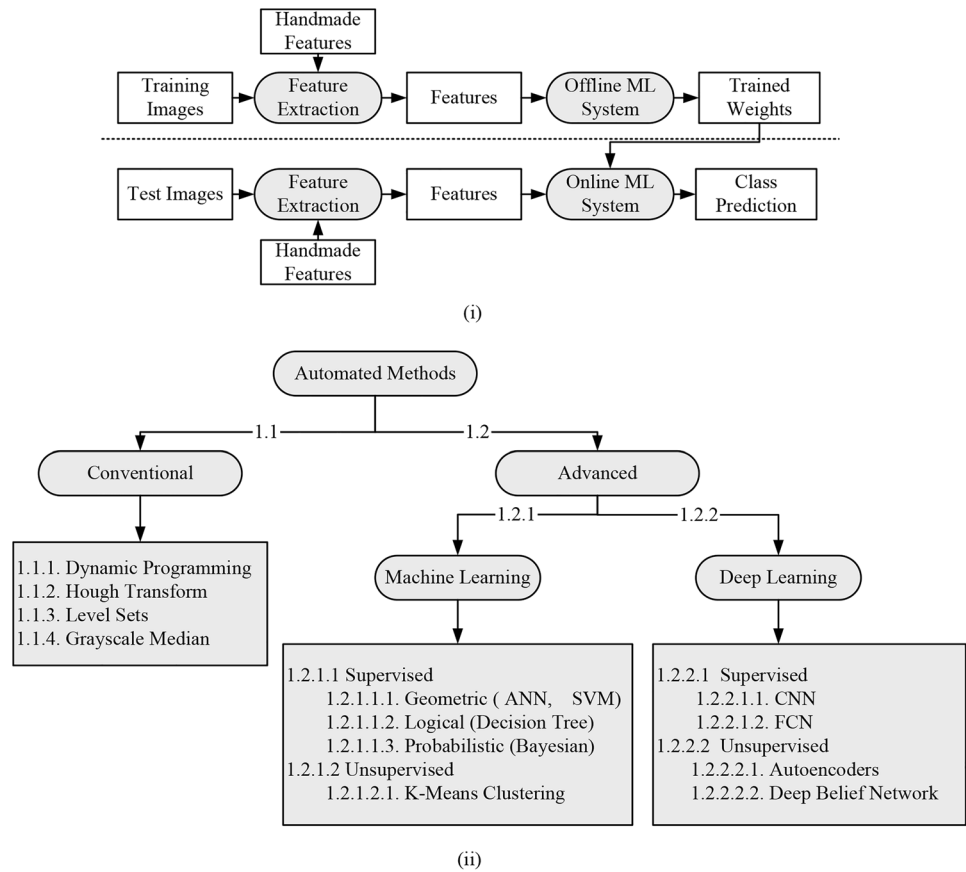 Handmade
Features
Training
Images
Feature
Extraction
Features
Offline ML
System
Trained
Weights
Test Images
Feature
Extraction
Features
Online ML
System
Class
Prediction
Handmade
Features
(i)
Automated Methods
1.1
1.2
Conventional
Advanced
1.2.1
1.2.2
1.1.1. Dynamic Programming
1.1.2. Hough Transform
1.1.3. Level Sets
1.1.4. Grayscale Median
Machine Learning
Deep Learning
1.2.1.1 Supervised
1.2.1.1.1. Geometric ( ANN, SVM)
1.2.1.1.2. Logical (Decision Tree)
1.2.1.1.3. Probabilistic (Bayesian)
1.2.1.2 Unsupervised
1.2.1.2.1. K-Means Clustering
1.2.2.1 Supervised
1.2.2.1.1. CNN
1.2.2.1.2. FCN
1.2.2.2 Unsupervised
1.2.2.2.1. Autoencoders
1.2.2.2.2. Deep Belief Network
(ii)